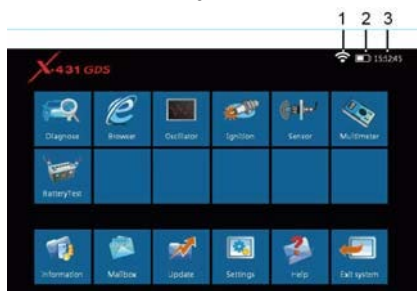 1 2 3
X-431 GDS
15:52:45
Diagnose Browser Oscillator Ignition Sensor Multimeter
BatteryTest
Information Mailbox Update Settings Help Exit system